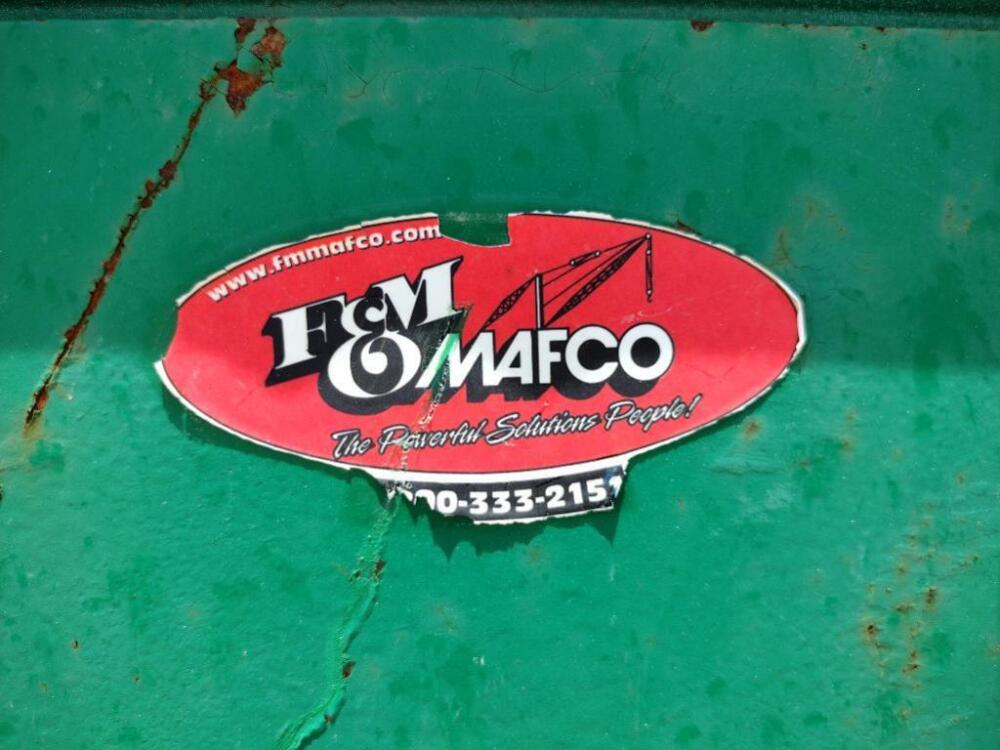 www.fmmafco.com
F&M
MAFCO
The Powerful Solutions People!
00-333-215